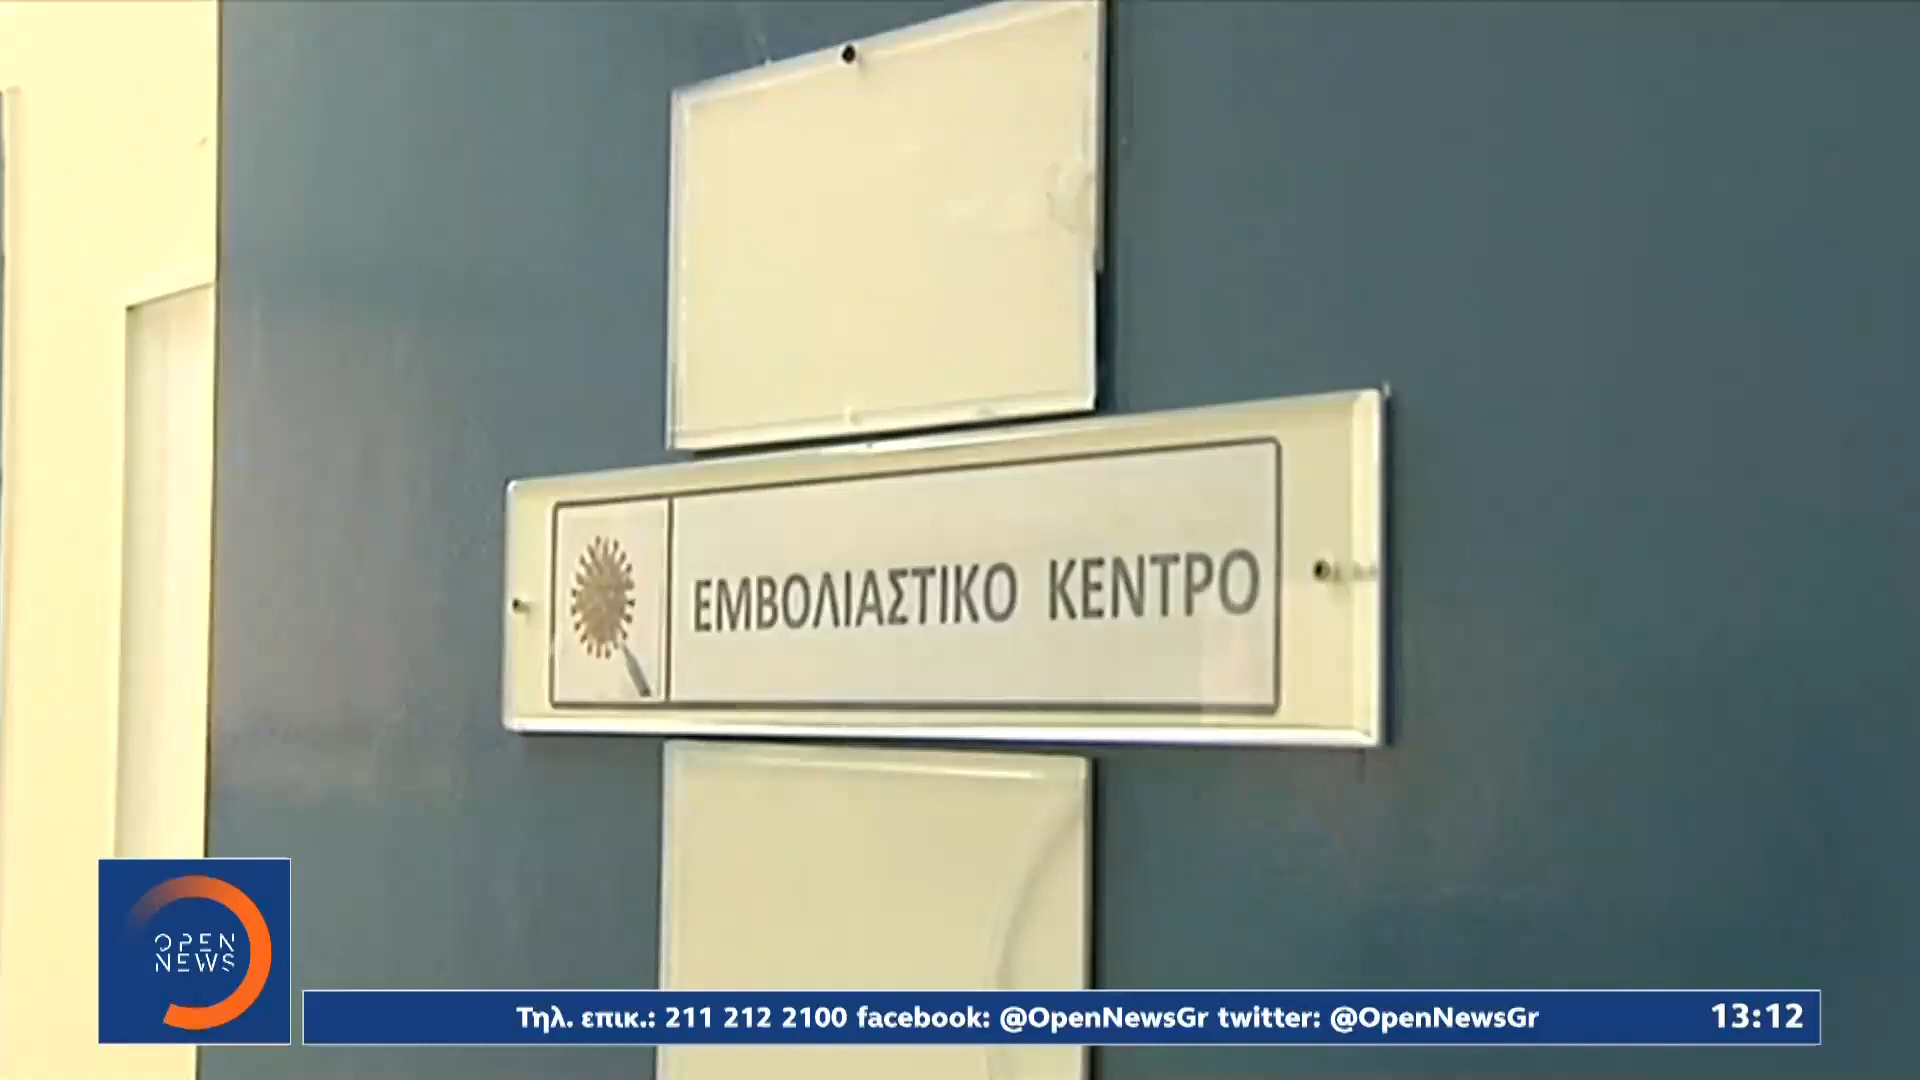 ΕΜΒΟΛΙΑΣΤΙΚΟ ΚΕΝΤΡΟ
OPEN
NEWS
Τηλ. επικ.: 211 212 2100 facebook: @OpenNewsGr twitter: @OpenNewsGr 13:12